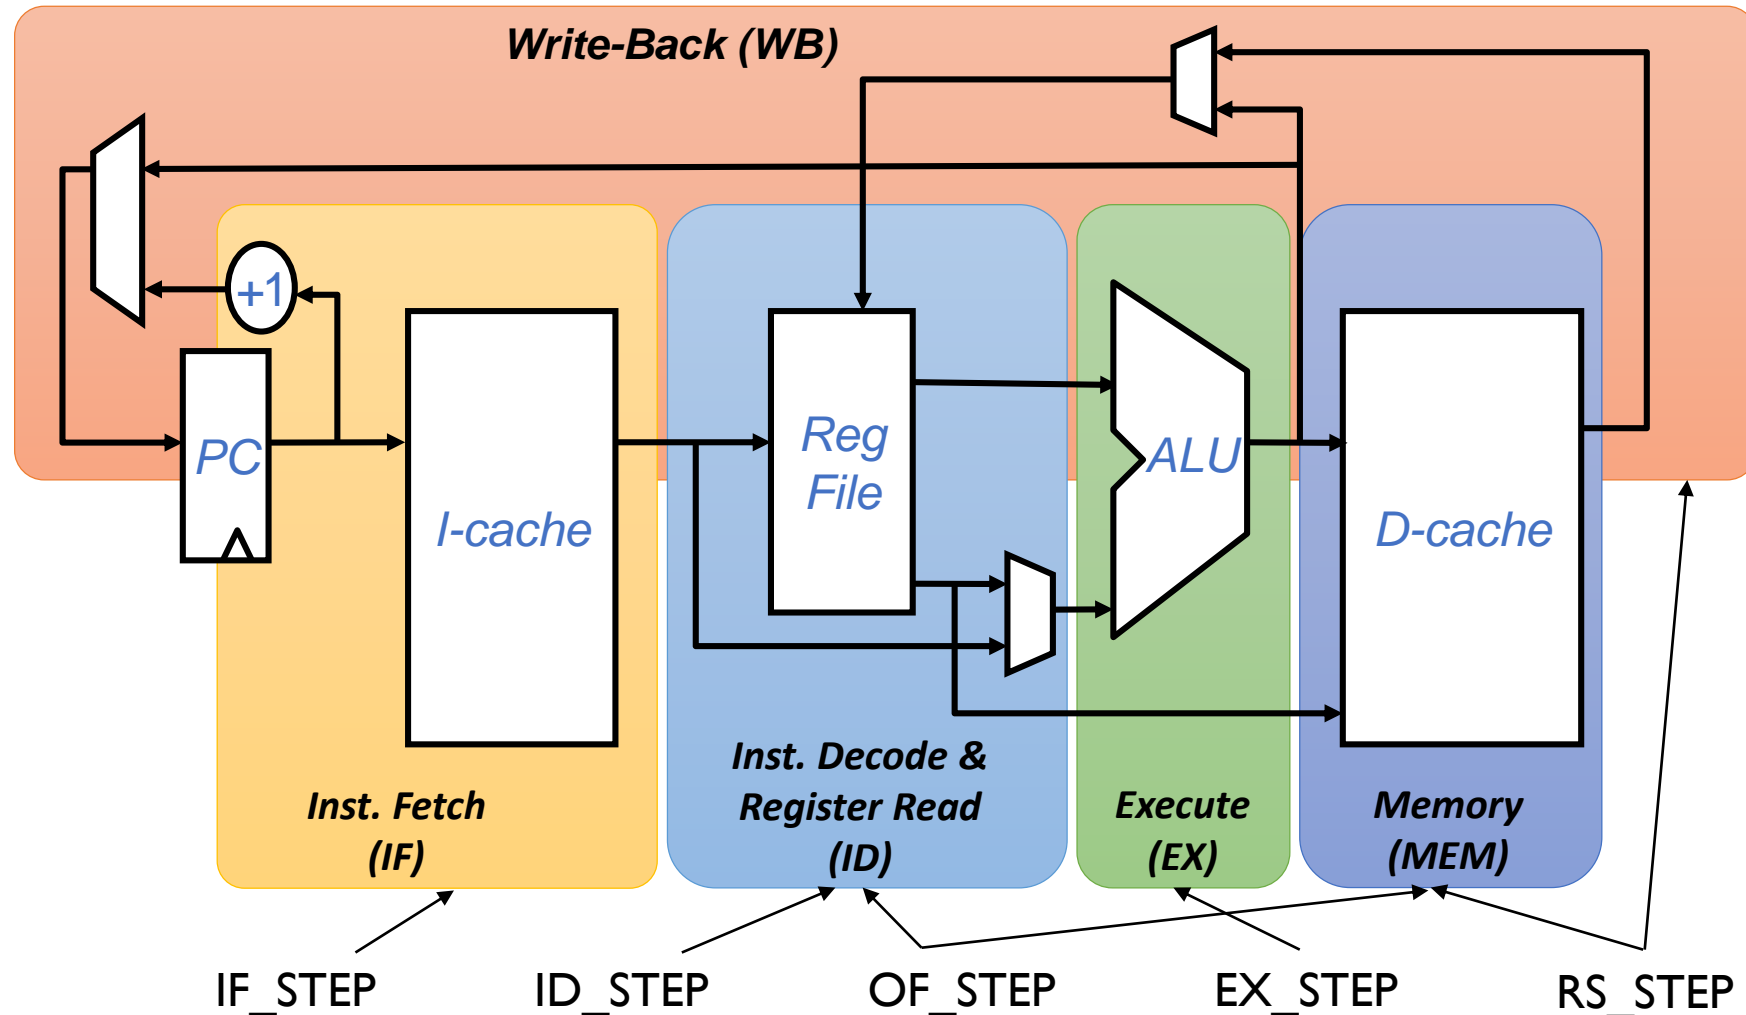 Write-Back (WB)
+1
PC
I-cache
Reg
File
ALU
D-cache
Inst. Fetch
(IF)
Inst. Decode &
Register Read
(ID)
Execute
(EX)
Memory
(MEM)
IF_STEP
ID_STEP
OF_STEP
EX_STEP
RS_STEP